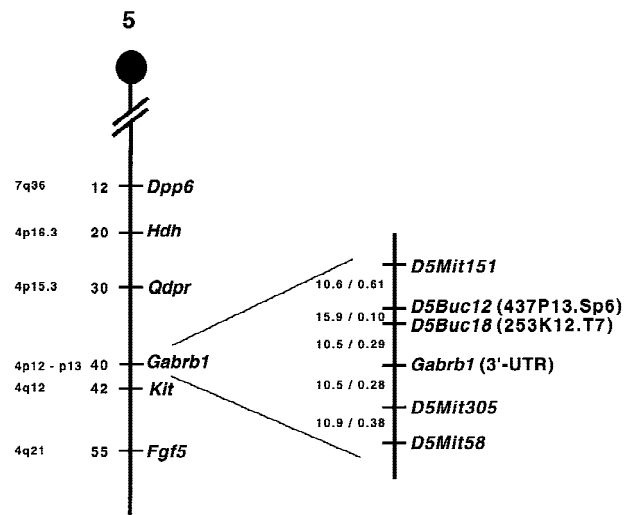 5
7q36 12 Dpp6
4p16.3 20 Hdh
4p15.3 30 Qdpr
4p12 - p13 40 Gabrb1
4q12 42 Kit
4q21 55 Fgf5
D5Mit151
10.6 / 0.61
D5Buc12 (437P13.Sp6)
15.9 / 0.10
D5Buc18 (253K12.T7)
10.5 / 0.29
Gabrb1 (3'-UTR)
10.5 / 0.28
D5Mit305
10.9 / 0.38
D5Mit58